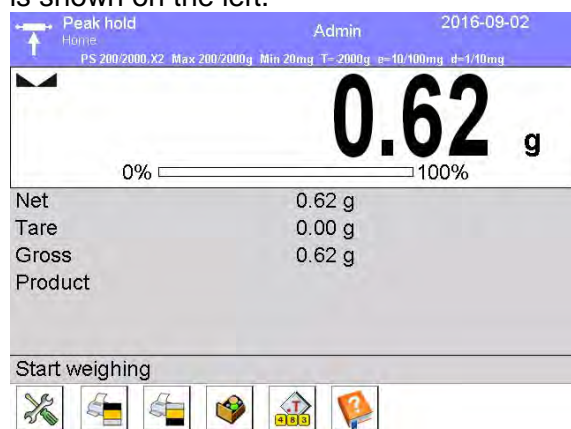 is shown on the left.
Peak hold
Admin
2016-09-02
Home
PS 200/2000.X2 Max 200/2000g Min 20mg T=-2000g e=10/100mg d=1/10mg
0.62 g
0% 100%
Net 0.62 g
Tare 0.00 g
Gross 0.62 g
Product
Start weighing
.T
483
?